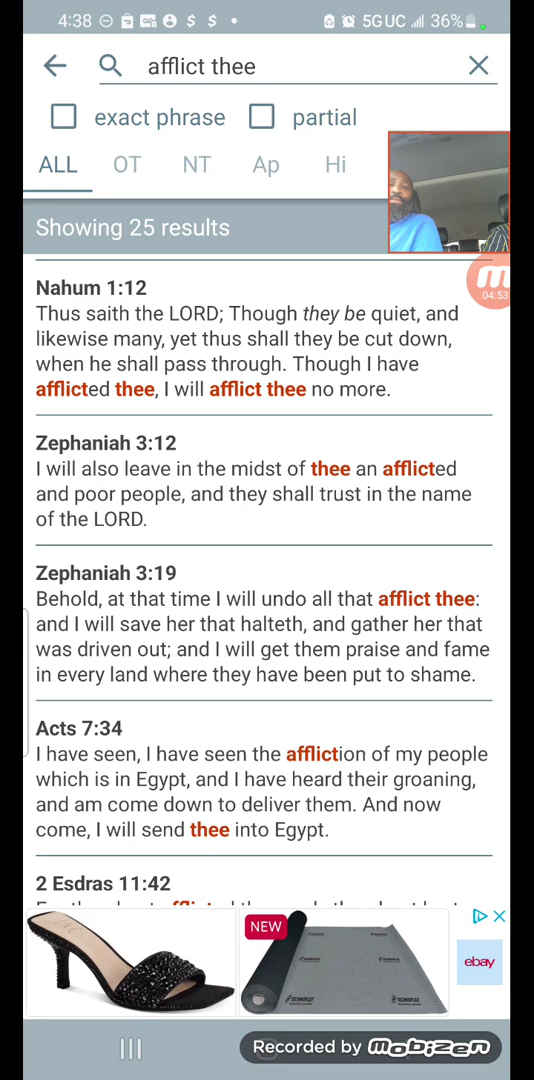 4:38 $ $ 5G UC 36%
afflict thee
exact phrase partial
ALL OT NT Ap Hi
Showing 25 results
04:53
Nahum 1:12
Thus saith the LORD; Though they be quiet, and
likewise many, yet thus shall they be cut down,
when he shall pass through. Though I have
afflicted thee, I will afflict thee no more.
Zephaniah 3:12
I will also leave in the midst of thee an afflicted
and poor people, and they shall trust in the name
of the LORD.
Zephaniah 3:19
Behold, at that time I will undo all that afflict thee:
and I will save her that halteth, and gather her that
was driven out; and I will get them praise and fame
in every land where they have been put to shame.
Acts 7:34
I have seen, I have seen the affliction of my people
which is in Egypt, and I have heard their groaning,
and am come down to deliver them. And now
come, I will send thee into Egypt.
2 Esdras 11:42
NEW
ebay
Recorded by mobizen